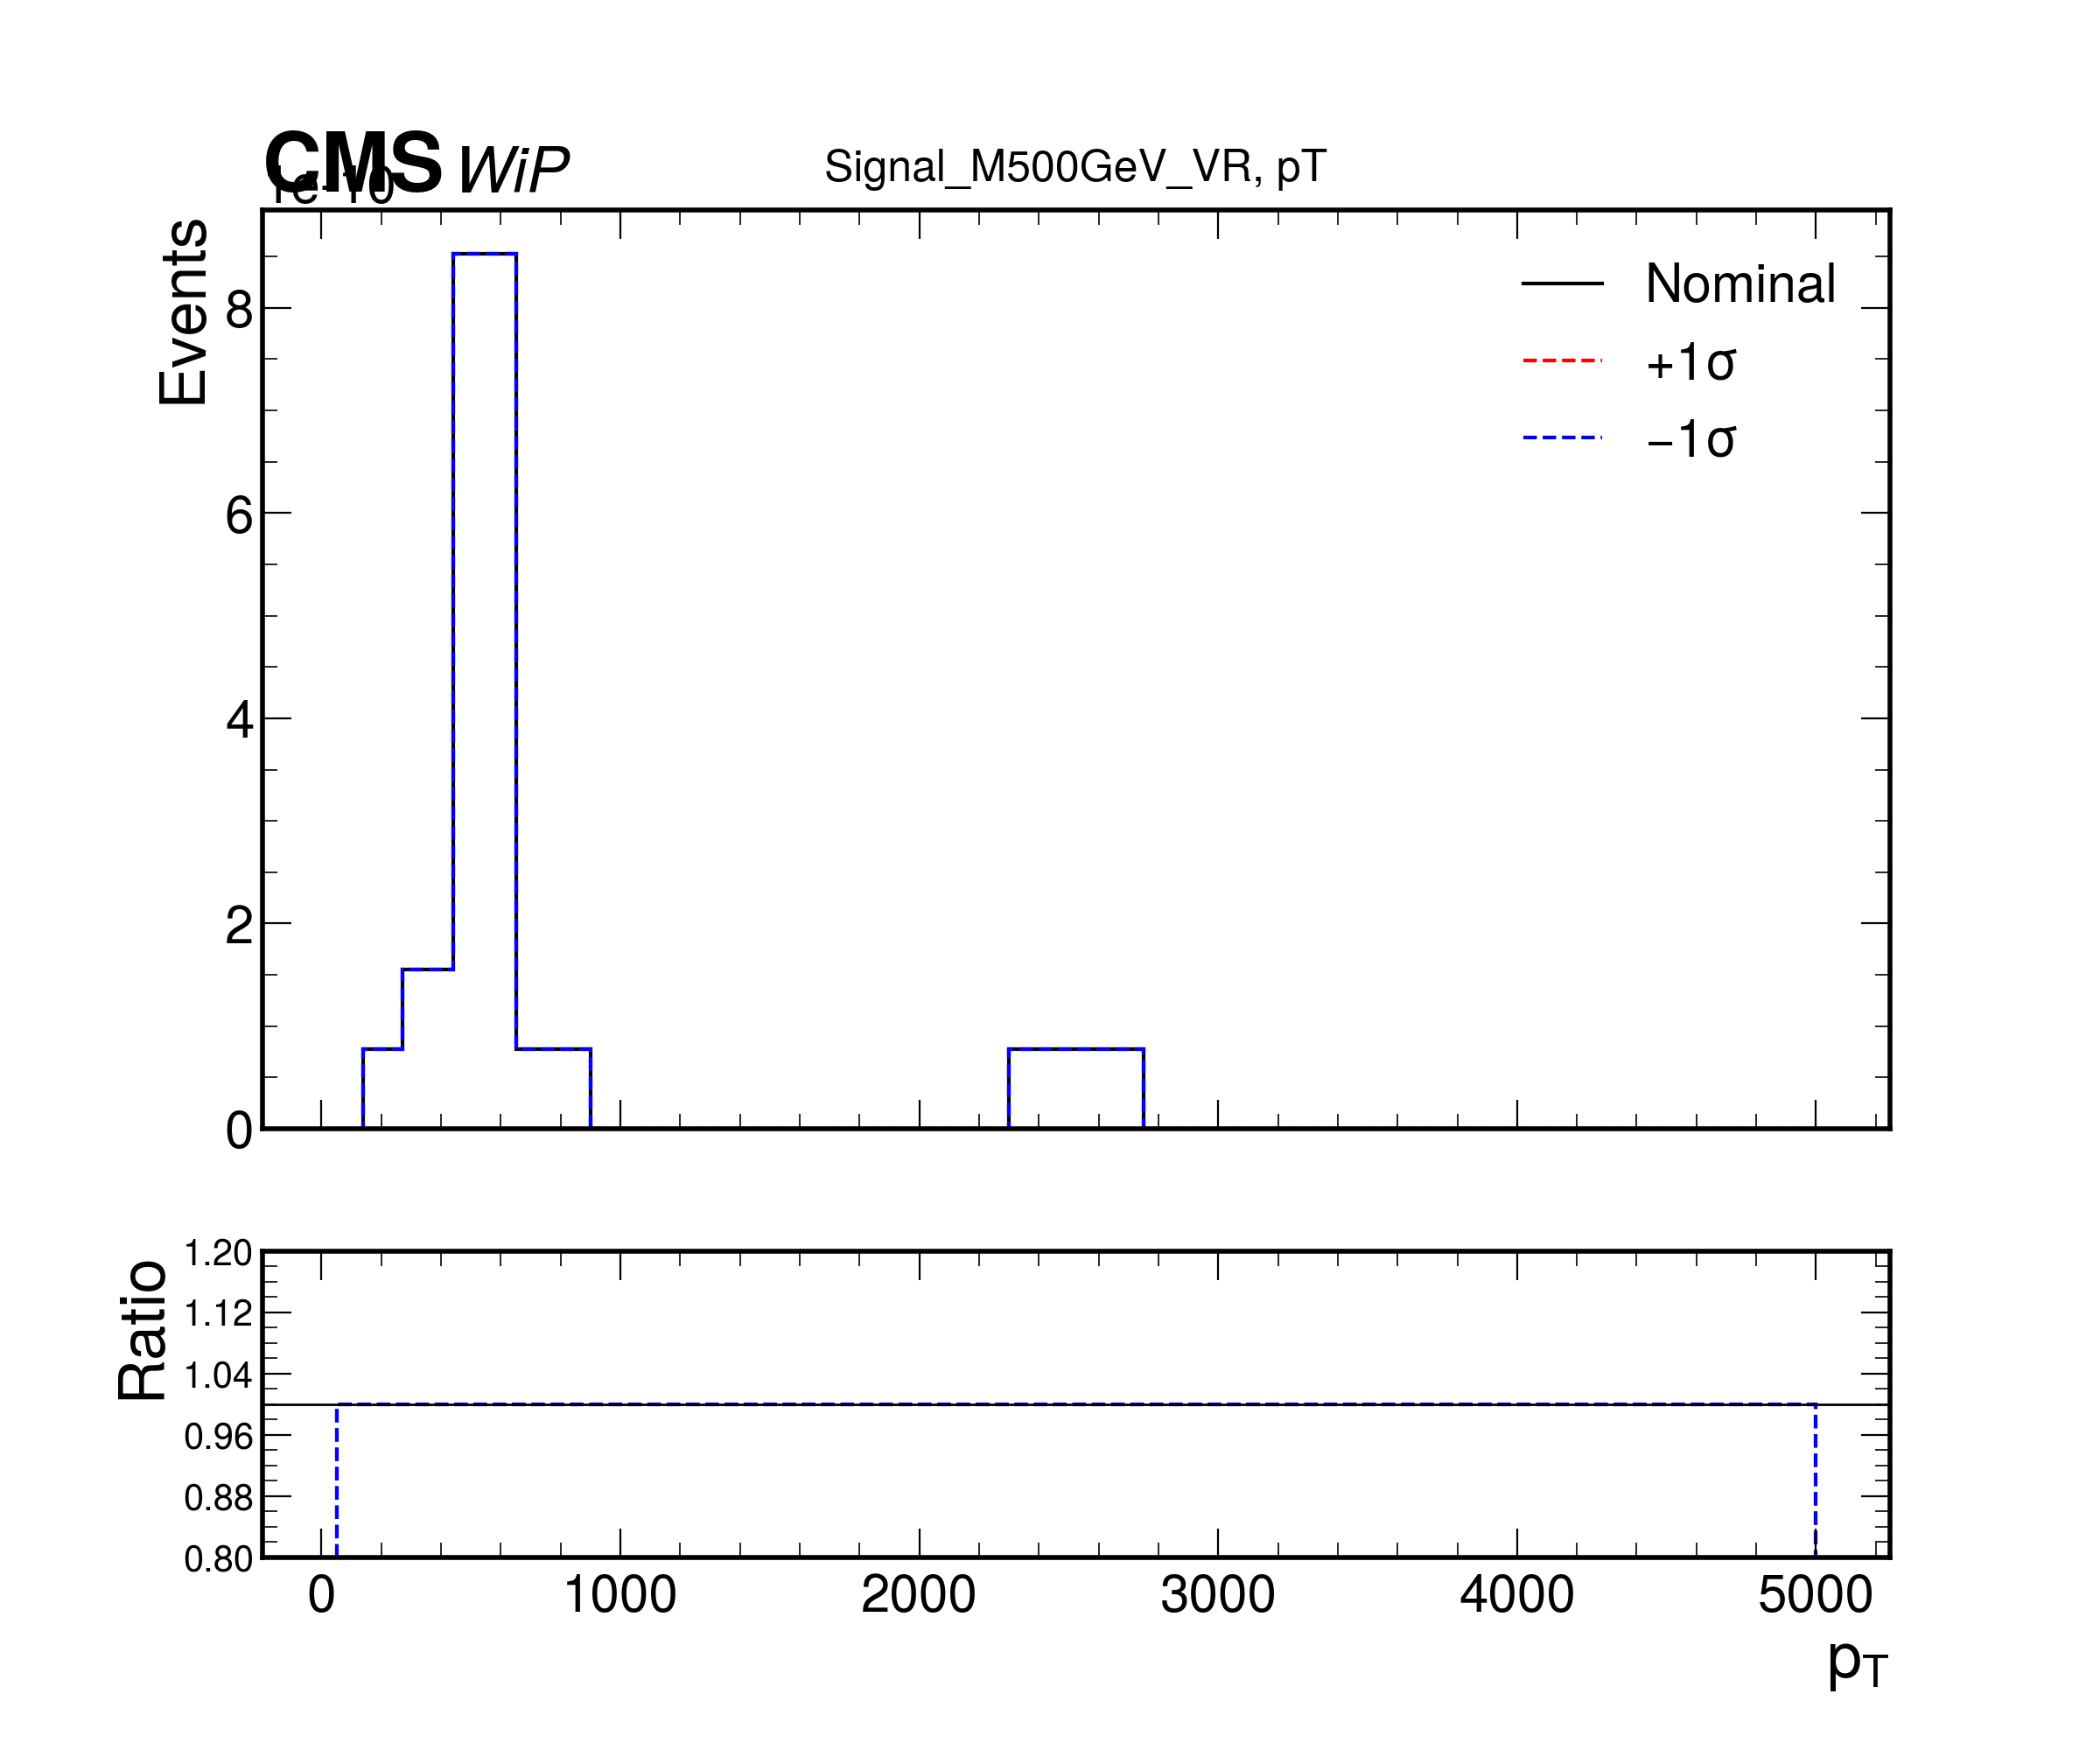 CMS WiP
1e-10
Signal_M500GeV_VR, pT
Events
8
6
4
2
0
Nominal
+1σ
−1σ
Ratio
1.20
1.12
1.04
0.96
0.88
0.80
0 1000 2000 3000 4000 5000
pT